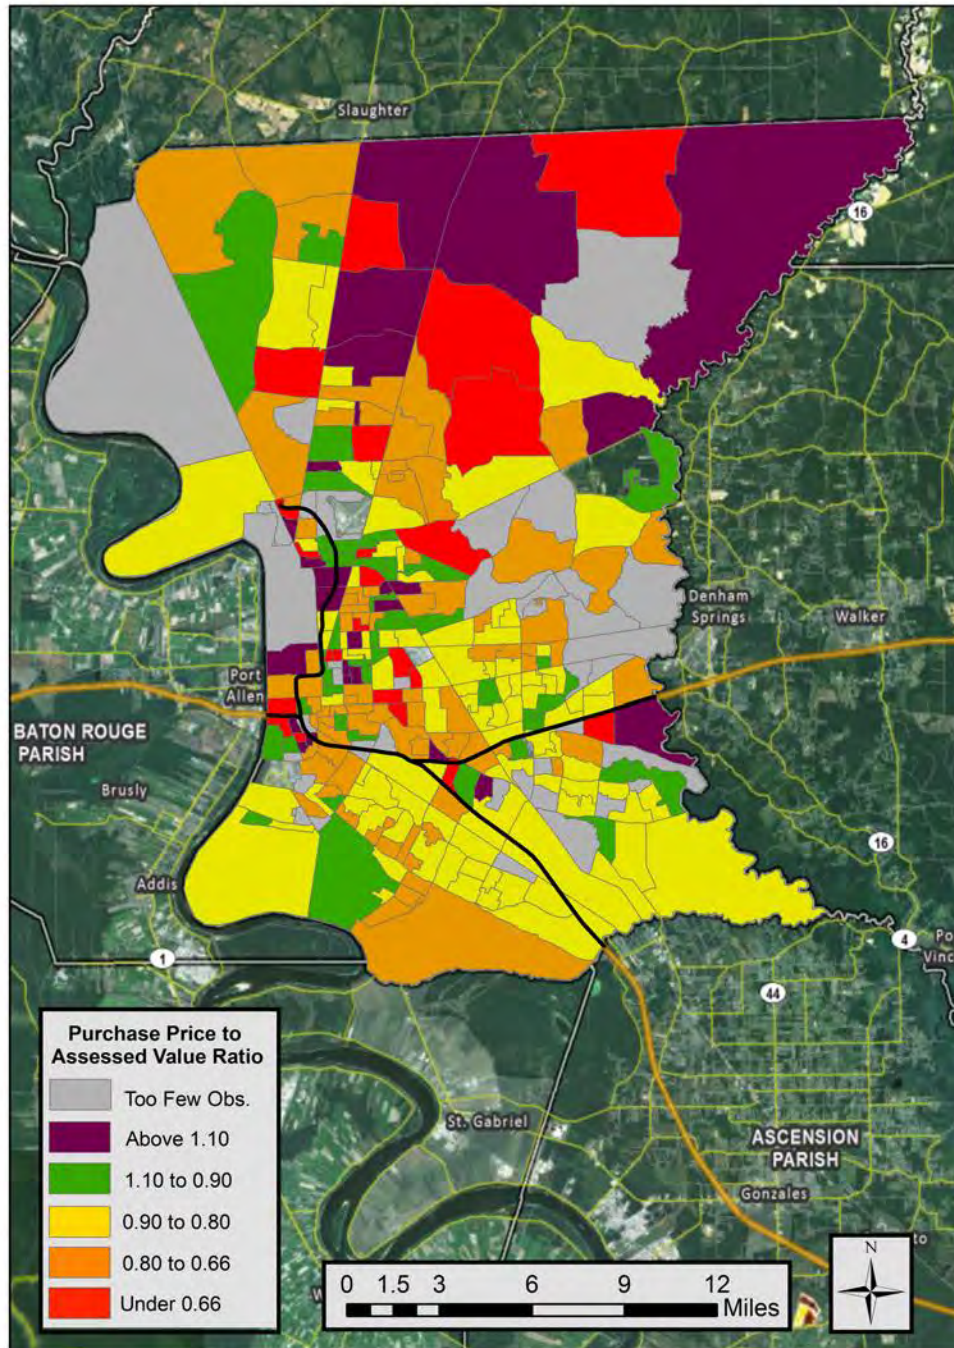 Slaughter
16
Denham
Springs
Walker
Port
Allen
BATON ROUGE
PARISH
Brusly
16
Addis
4
1
44
Purchase Price to
Assessed Value Ratio
Too Few Obs.
Above 1.10
1.10 to 0.90
0.90 to 0.80
0.80 to 0.66
Under 0.66
St. Gabriel
ASCENSION
PARISH
Gonzales
N
0 1.5 3 6 9 12
Miles